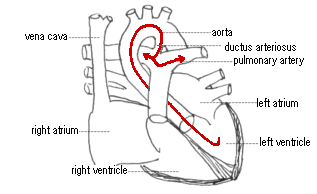 vena cava
aorta
ductus arteriosus
pulmonary artery
left atrium
right atrium
left ventricle
right ventricle